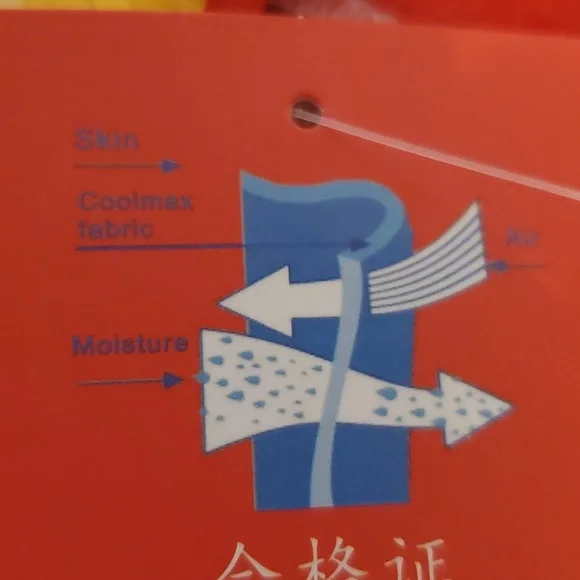 Skin
Coolmax
fabric
Air
Moisture
合格证